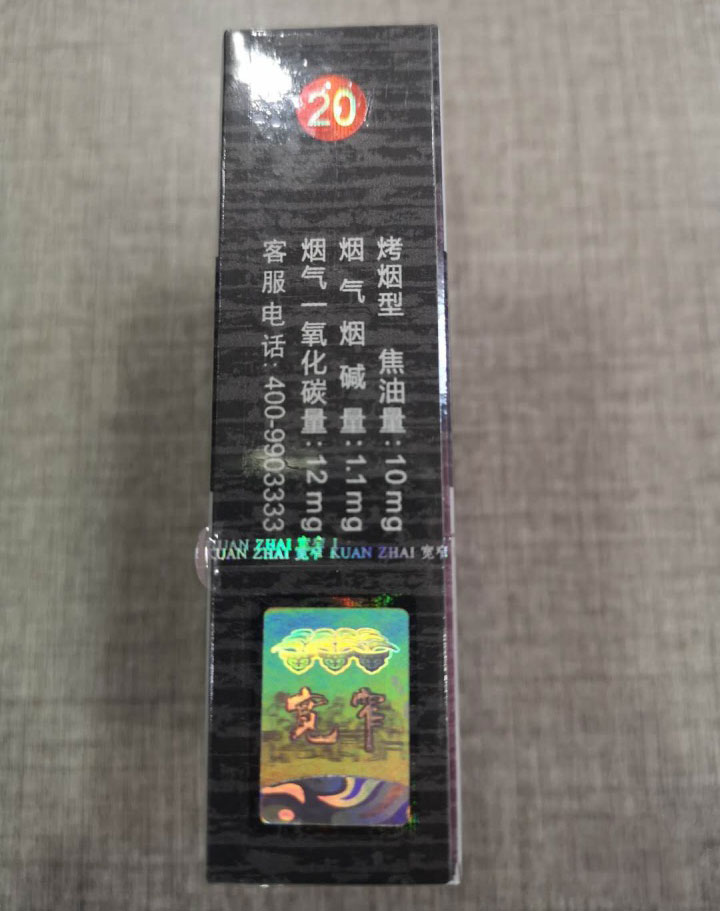 20
烤烟型 焦油量:10mg
烟气烟碱量:1.1mg
烟气一氧化碳量:12mg
客服电话:400-9903333
KUAN ZHAI 宽窄 KUAN ZHAI 宽窄
宽窄